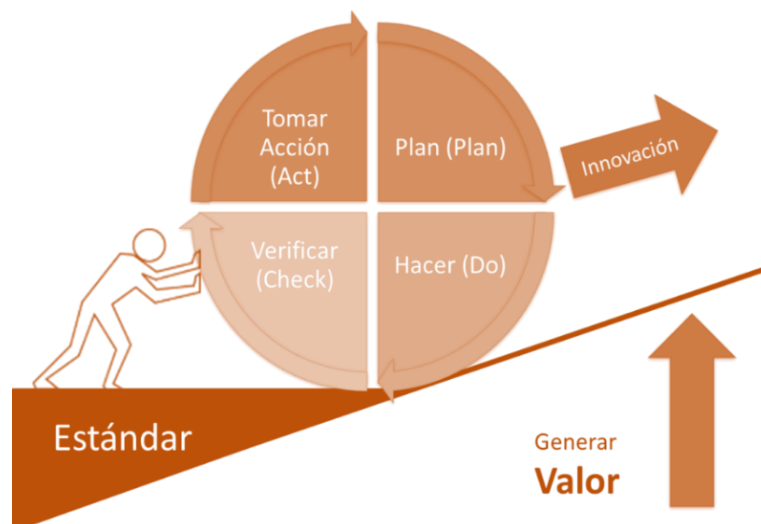 Tomar
Acción
(Act)
Plan (Plan)
Innovación
Verificar
(Check)
Hacer (Do)
Estándar
Generar
Valor